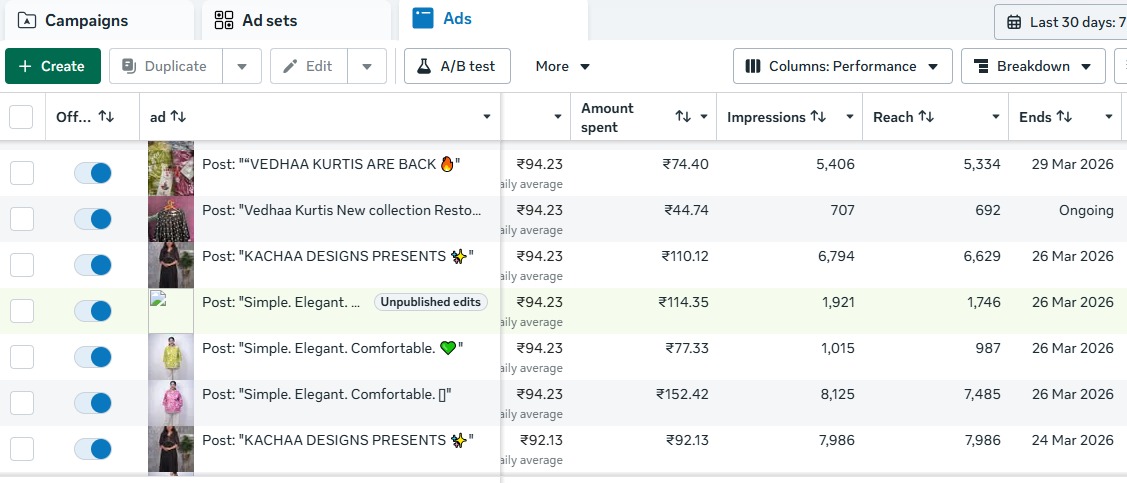 Campaigns
Ad sets
Ads
Last 30 days: 7
+ Create
Duplicate
Edit
A/B test
More
Columns: Performance
Breakdown
Off...
ad
Amount spent
Impressions
Reach
Ends
Post: "“VEDHAA KURTIS ARE BACK 🔥" ₹94.23 ₹74.40 5,406 5,334 29 Mar 2026
aily average
Post: "Vedhaa Kurtis New collection Resto... ₹94.23 ₹44.74 707 692 Ongoing
aily average
Post: "KACHAA DESIGNS PRESENTS ✨" ₹94.23 ₹110.12 6,794 6,629 26 Mar 2026
aily average
Post: "Simple. Elegant. ... Unpublished edits ₹94.23 ₹114.35 1,921 1,746 26 Mar 2026
aily average
Post: "Simple. Elegant. Comfortable. 💚" ₹94.23 ₹77.33 1,015 987 26 Mar 2026
aily average
Post: "Simple. Elegant. Comfortable. ▯" ₹94.23 ₹152.42 8,125 7,485 26 Mar 2026
aily average
Post: "KACHAA DESIGNS PRESENTS ✨" ₹92.13 ₹92.13 7,986 7,986 24 Mar 2026
aily average